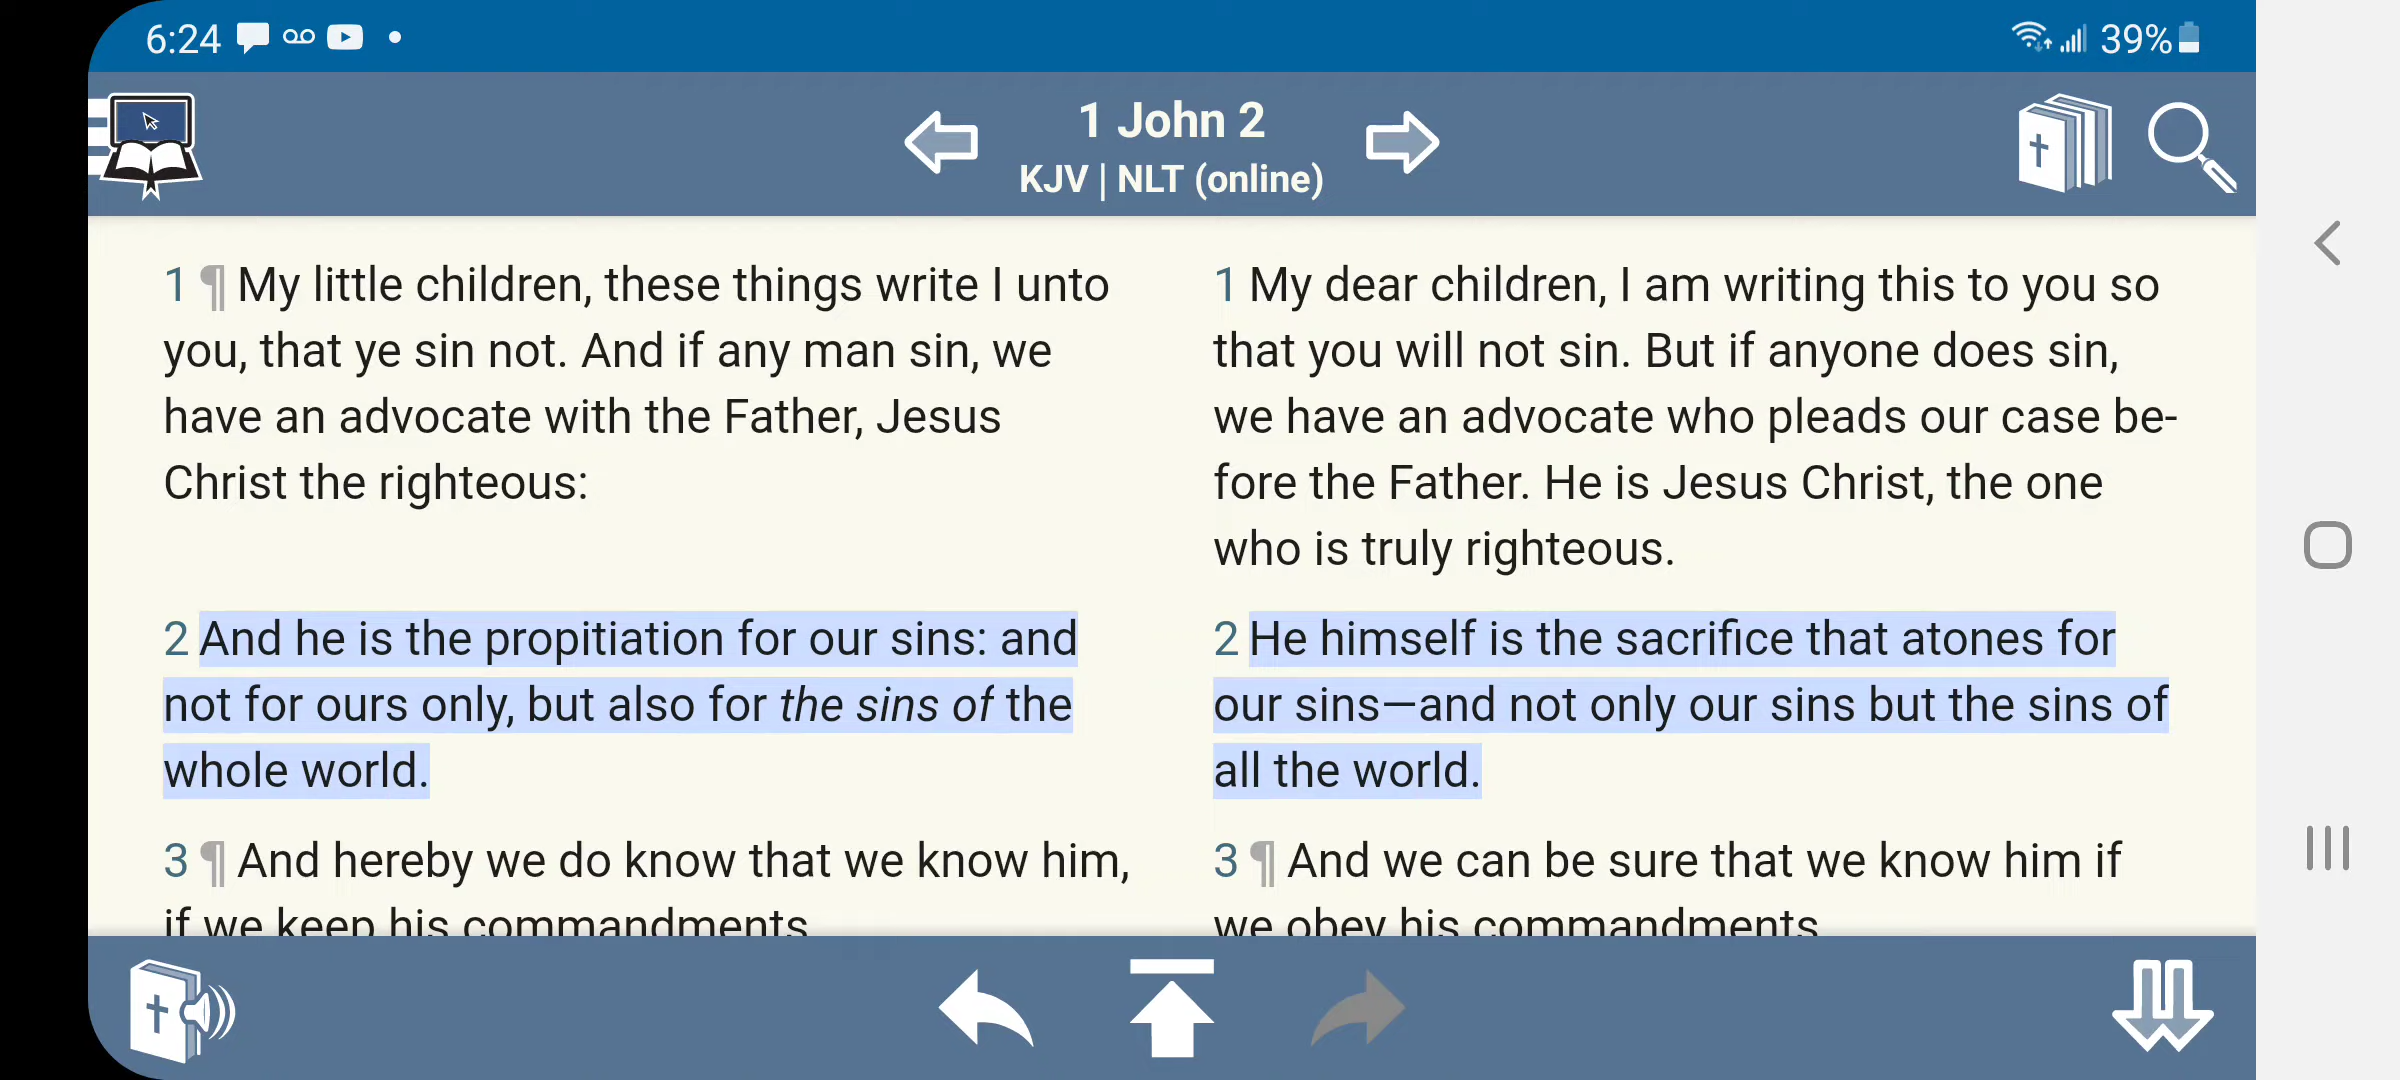 6:24
39%
1 John 2
KJV | NLT (online)
1 ¶ My little children, these things write I unto
you, that ye sin not. And if any man sin, we
have an advocate with the Father, Jesus
Christ the righteous:
2 And he is the propitiation for our sins: and
not for ours only, but also for the sins of the
whole world.
3 ¶ And hereby we do know that we know him,
if we keep his commandments
1 My dear children, I am writing this to you so
that you will not sin. But if anyone does sin,
we have an advocate who pleads our case be-
fore the Father. He is Jesus Christ, the one
who is truly righteous.
2 He himself is the sacrifice that atones for
our sins—and not only our sins but the sins of
all the world.
3 ¶ And we can be sure that we know him if
we obey his commandments